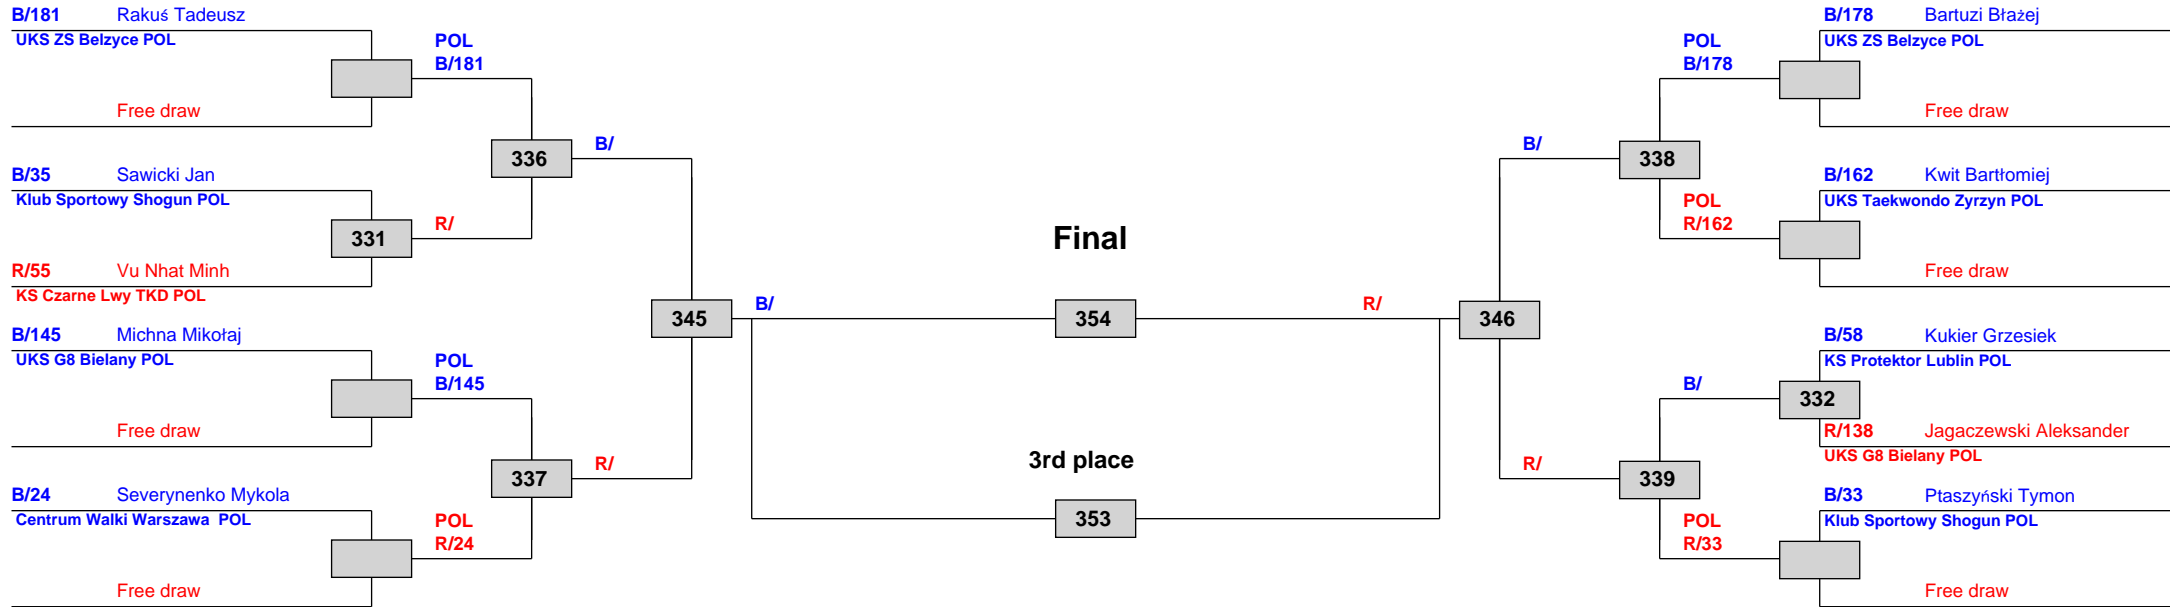 B/181 Rakuś Tadeusz
UKS ZS Belzyce POL
Free draw
B/35 Sawicki Jan
Klub Sportowy Shogun POL
331
R/55 Vu Nhat Minh
KS Czarne Lwy TKD POL
B/145 Michna Mikołaj
UKS G8 Bielany POL
Free draw
B/24 Severynenko Mykola
Centrum Walki Warszawa POL
Free draw
POL
B/181
336
R/
POL
B/145
337
POL
R/24
B/
345
R/
B/
Final
354
R/
3rd place
353
B/
346
R/
POL
B/178
338
POL
R/162
B/
339
POL
R/33
B/178 Bartuzi Błażej
UKS ZS Belzyce POL
Free draw
B/162 Kwit Bartłomiej
UKS Taekwondo Zyrzyn POL
Free draw
B/58 Kukier Grzesiek
KS Protektor Lublin POL
332
R/138 Jagaczewski Aleksander
UKS G8 Bielany POL
B/33 Ptaszyński Tymon
Klub Sportowy Shogun POL
Free draw